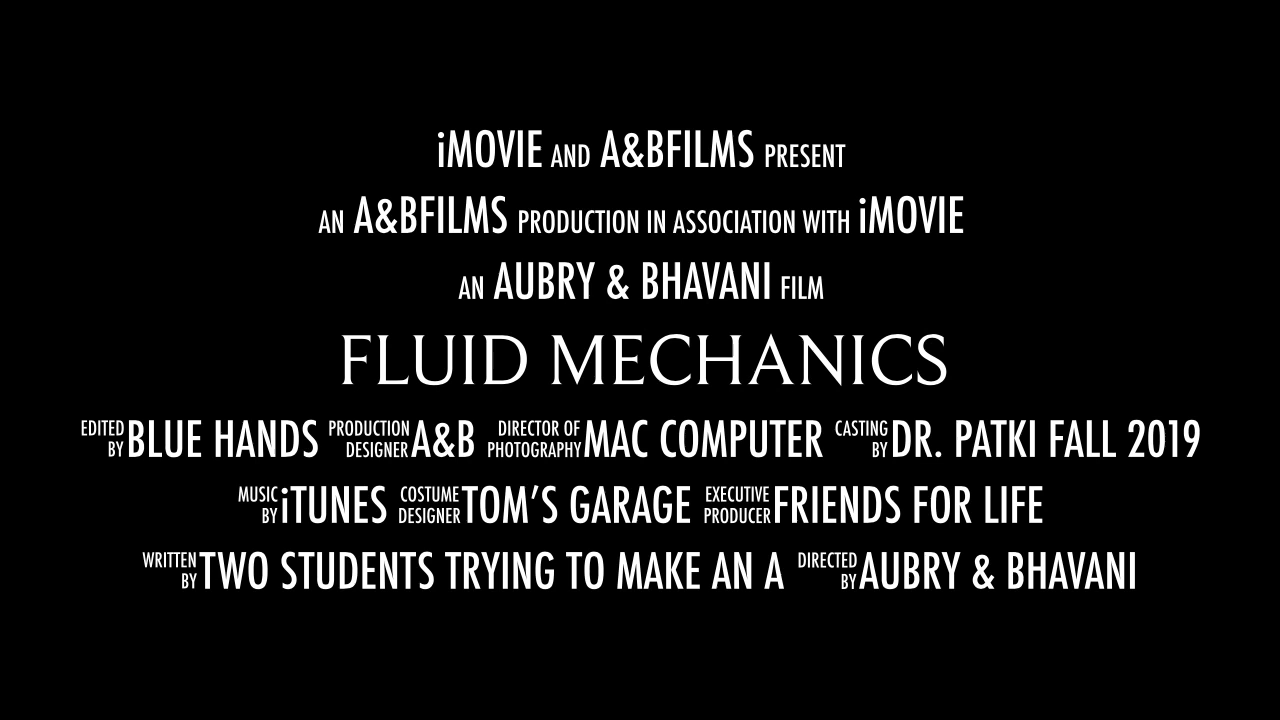 iMOVIE AND A&BFILMS PRESENT
AN A&BFILMS PRODUCTION IN ASSOCIATION WITH iMOVIE
AN AUBRY & BHAVANI FILM
FLUID MECHANICS
EDITED BY BLUE HANDS PRODUCTION DESIGNER A&B DIRECTOR OF PHOTOGRAPHY MAC COMPUTER CASTING BY DR. PATKI FALL 2019
MUSIC BY iTUNES COSTUME DESIGNER TOM'S GARAGE EXECUTIVE PRODUCER FRIENDS FOR LIFE
WRITTEN BY TWO STUDENTS TRYING TO MAKE AN A DIRECTED BY AUBRY & BHAVANI